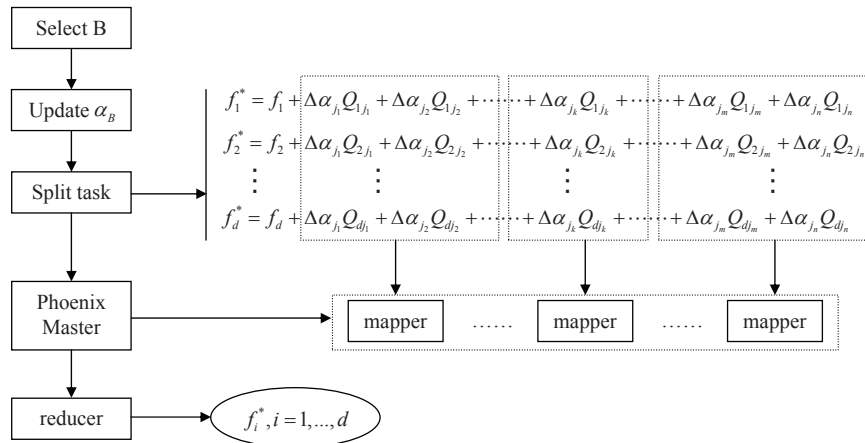 Select B
Update α_B
Split task
Phoenix
Master
reducer
f_1^* = f_1 + Δα_{j_1}Q_{1j_1} + Δα_{j_2}Q_{1j_2} + ······ + Δα_{j_k}Q_{1j_k} + ······ + Δα_{j_m}Q_{1j_m} + Δα_{j_n}Q_{1j_n}
f_2^* = f_2 + Δα_{j_1}Q_{2j_1} + Δα_{j_2}Q_{2j_2} + ······ + Δα_{j_k}Q_{2j_k} + ······ + Δα_{j_m}Q_{2j_m} + Δα_{j_n}Q_{2j_n}
⋮ ⋮ ⋮ ⋮
f_d^* = f_d + Δα_{j_1}Q_{dj_1} + Δα_{j_2}Q_{dj_2} + ······ + Δα_{j_k}Q_{dj_k} + ······ + Δα_{j_m}Q_{dj_m} + Δα_{j_n}Q_{dj_n}
mapper ...... mapper ...... mapper
f_i^*, i = 1,...,d